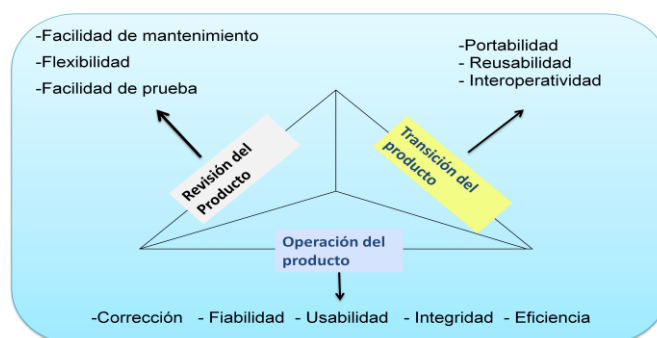 -Facilidad de mantenimiento
-Flexibilidad
-Facilidad de prueba
-Portabilidad
- Reusabilidad
- Interoperatividad
Revisión del
Producto
Transición del
producto
Operación del
producto
-Corrección - Fiabilidad - Usabilidad - Integridad - Eficiencia